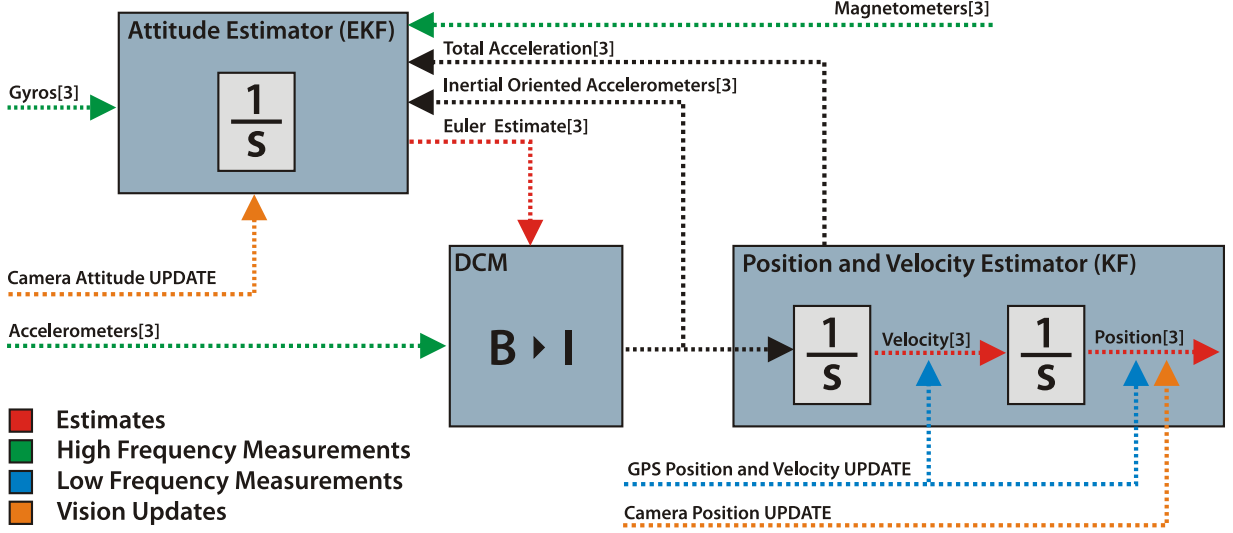 Magnetometers[3]
Attitude Estimator (EKF)
Total Acceleration[3]
Gyros[3]
Inertial Oriented Accelerometers[3]
1
S
Euler Estimate[3]
Camera Attitude UPDATE
DCM
Position and Velocity Estimator (KF)
Accelerometers[3]
B ▸ I
1
S
Velocity[3]
1
S
Position[3]
Estimates
High Frequency Measurements
Low Frequency Measurements
Vision Updates
GPS Position and Velocity UPDATE
Camera Position UPDATE